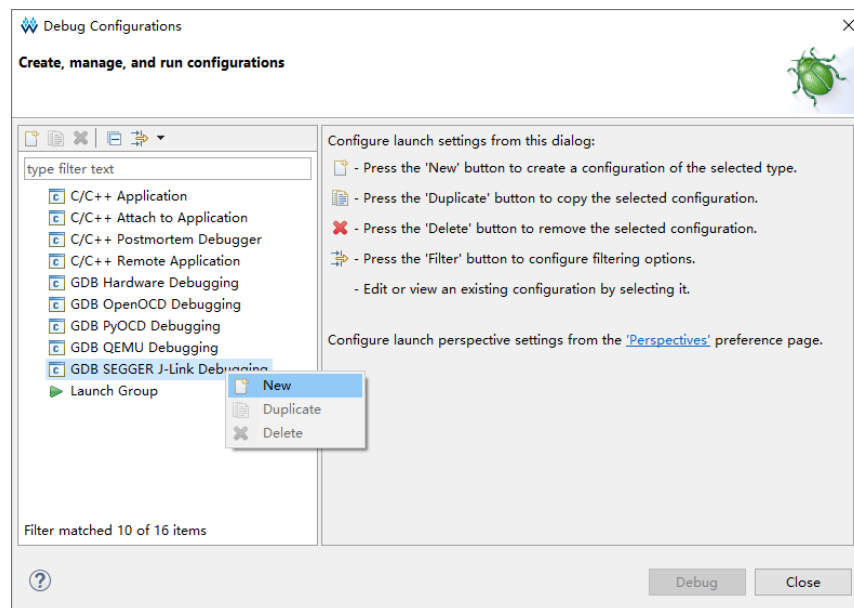 Debug Configurations
Create, manage, and run configurations
type filter text
C/C++ Application
C/C++ Attach to Application
C/C++ Postmortem Debugger
C/C++ Remote Application
GDB Hardware Debugging
GDB OpenOCD Debugging
GDB PyOCD Debugging
GDB QEMU Debugging
GDB SEGGER J-Link Debugging
Launch Group
New
Duplicate
Delete
Filter matched 10 of 16 items
Configure launch settings from this dialog:
- Press the 'New' button to create a configuration of the selected type.
- Press the 'Duplicate' button to copy the selected configuration.
- Press the 'Delete' button to remove the selected configuration.
- Press the 'Filter' button to configure filtering options.
- Edit or view an existing configuration by selecting it.
Configure launch perspective settings from the 'Perspectives' preference page.
Debug
Close